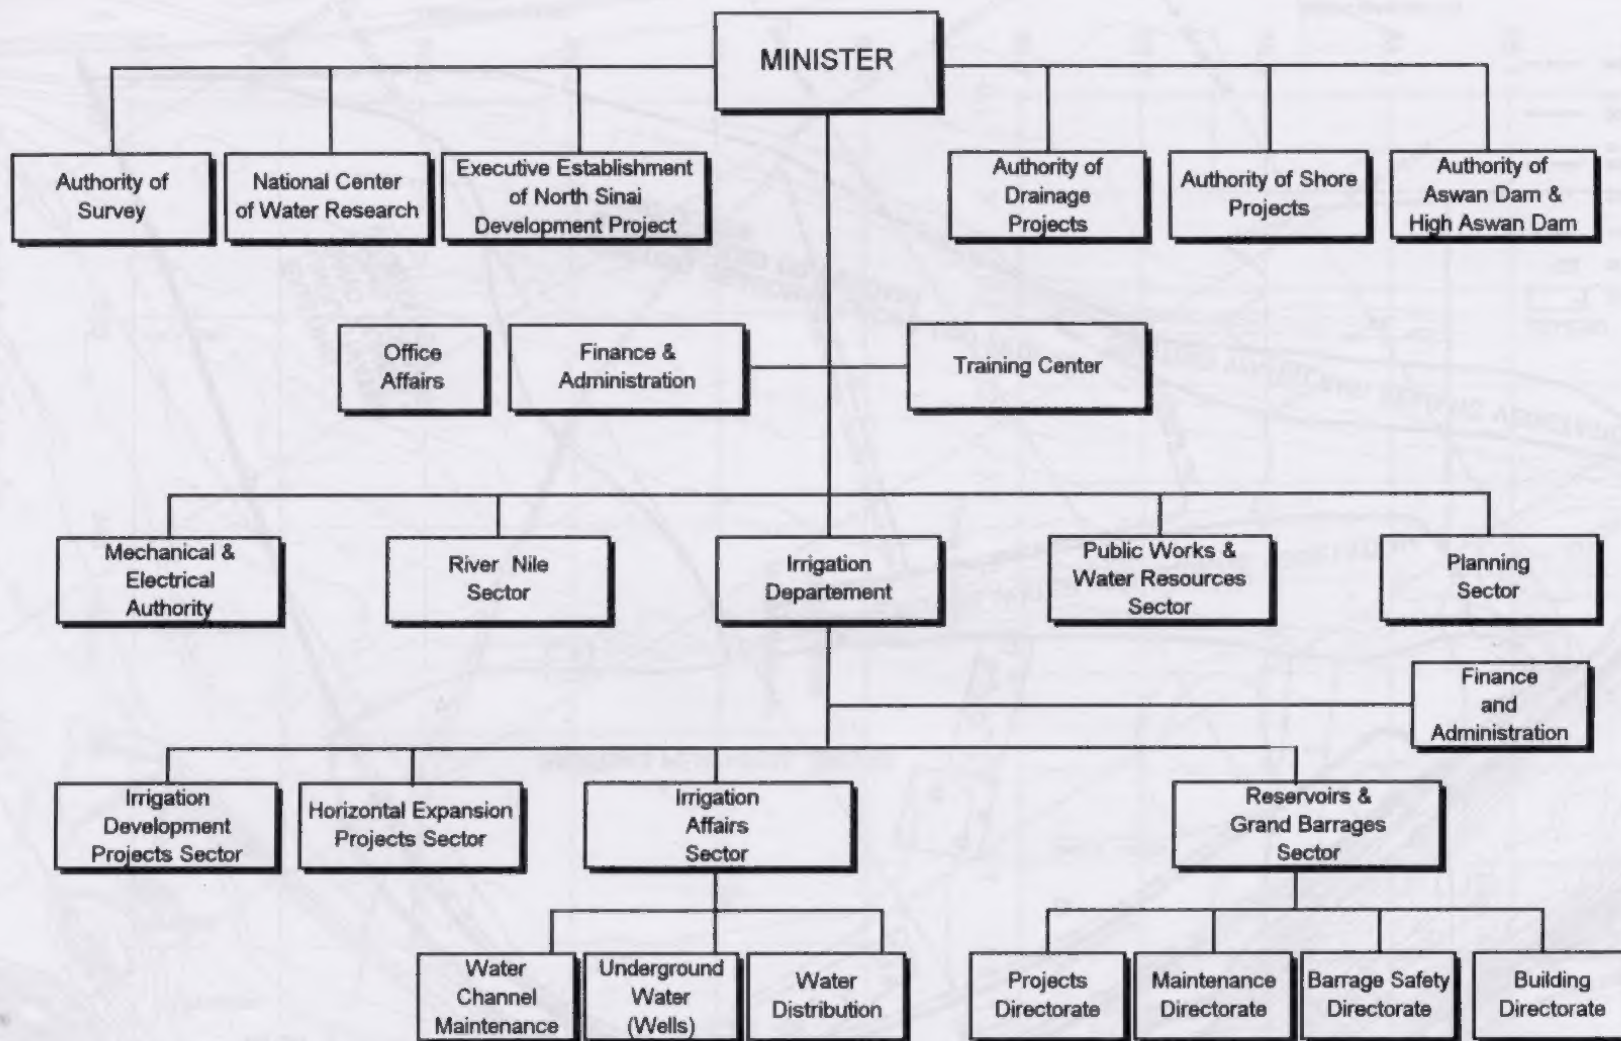 MINISTER
Authority of
Survey
National Center
of Water Research
Executive Establishment
of North Sinai
Development Project
Authority of
Drainage
Projects
Authority of Shore
Projects
Authority of
Aswan Dam &
High Aswan Dam
Office
Affairs
Finance &
Administration
Training Center
Mechanical &
Electrical
Authority
River Nile
Sector
Irrigation
Departement
Public Works &
Water Resources
Sector
Planning
Sector
Finance
and
Administration
Irrigation
Development
Projects Sector
Horizontal Expansion
Projects Sector
Irrigation
Affairs
Sector
Reservoirs &
Grand Barrages
Sector
Water
Channel
Maintenance
Underground
Water
(Wells)
Water
Distribution
Projects
Directorate
Maintenance
Directorate
Barrage Safety
Directorate
Building
Directorate